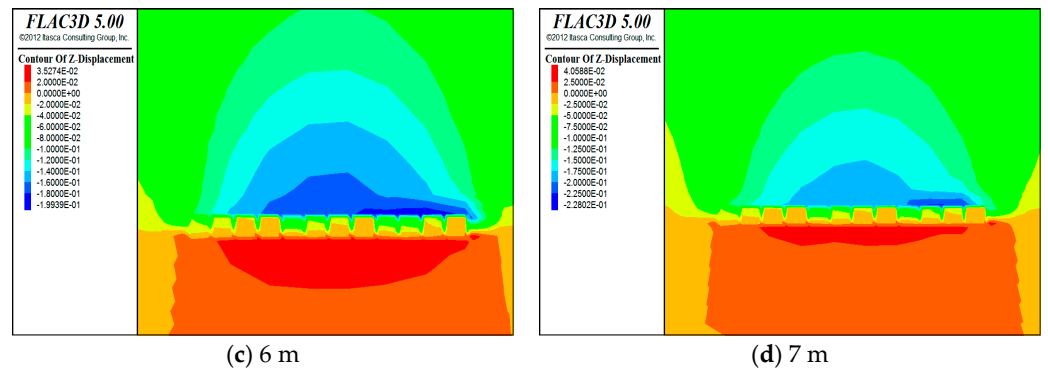 FLAC3D 5.00
©2012 Itasca Consulting Group, Inc.
Contour Of Z-Displacement
3.5274E-02
2.0000E-02
0.0000E+00
-2.0000E-02
-4.0000E-02
-6.0000E-02
-8.0000E-02
-1.0000E-01
-1.2000E-01
-1.4000E-01
-1.6000E-01
-1.8000E-01
-1.9939E-01
(c) 6 m
FLAC3D 5.00
©2012 Itasca Consulting Group, Inc.
Contour Of Z-Displacement
4.0588E-02
2.5000E-02
0.0000E+00
-2.5000E-02
-5.0000E-02
-7.5000E-02
-1.0000E-01
-1.2500E-01
-1.5000E-01
-1.7500E-01
-2.0000E-01
-2.2500E-01
-2.2802E-01
(d) 7 m